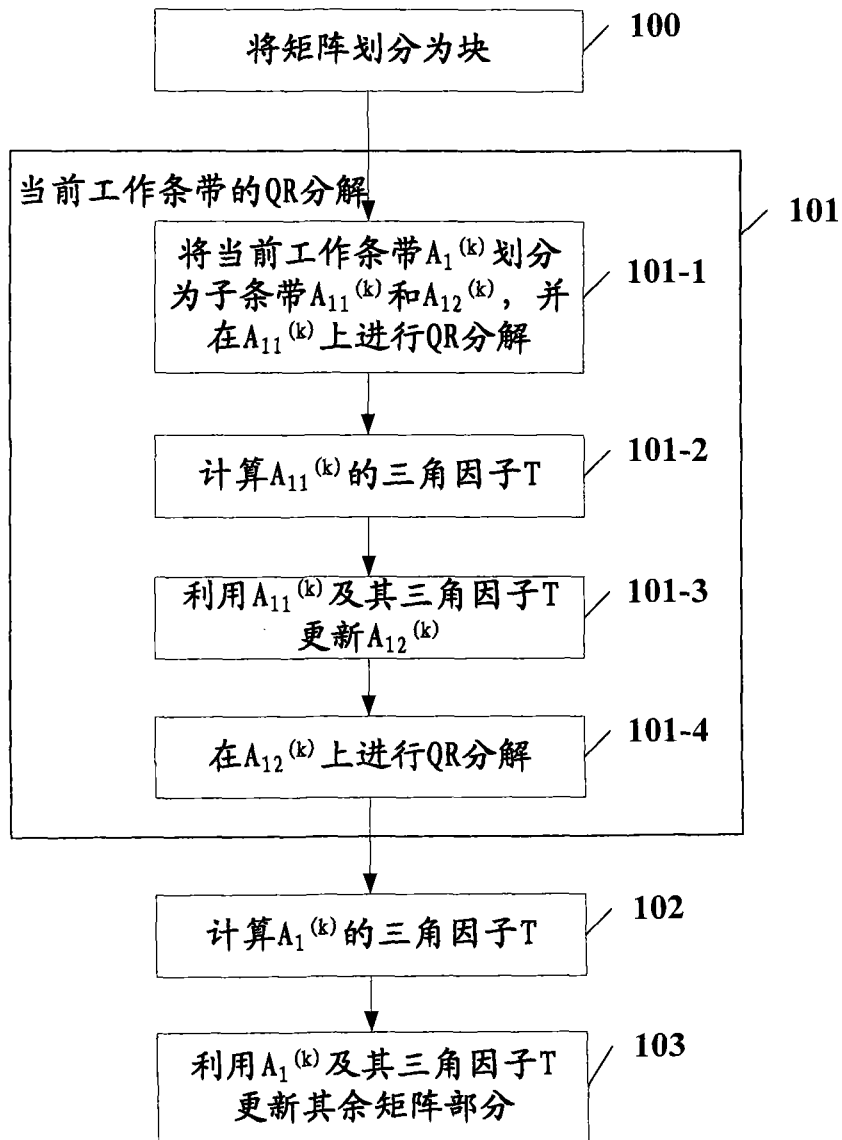 将矩阵划分为块
100
当前工作条带的QR分解
101
将当前工作条带A₁⁽ᵏ⁾划分
为子条带A₁₁⁽ᵏ⁾和A₁₂⁽ᵏ⁾，并
在A₁₁⁽ᵏ⁾上进行QR分解
101-1
计算A₁₁⁽ᵏ⁾的三角因子T
101-2
利用A₁₁⁽ᵏ⁾及其三角因子T
更新A₁₂⁽ᵏ⁾
101-3
在A₁₂⁽ᵏ⁾上进行QR分解
101-4
计算A₁⁽ᵏ⁾的三角因子T
102
利用A₁⁽ᵏ⁾及其三角因子T
更新其余矩阵部分
103